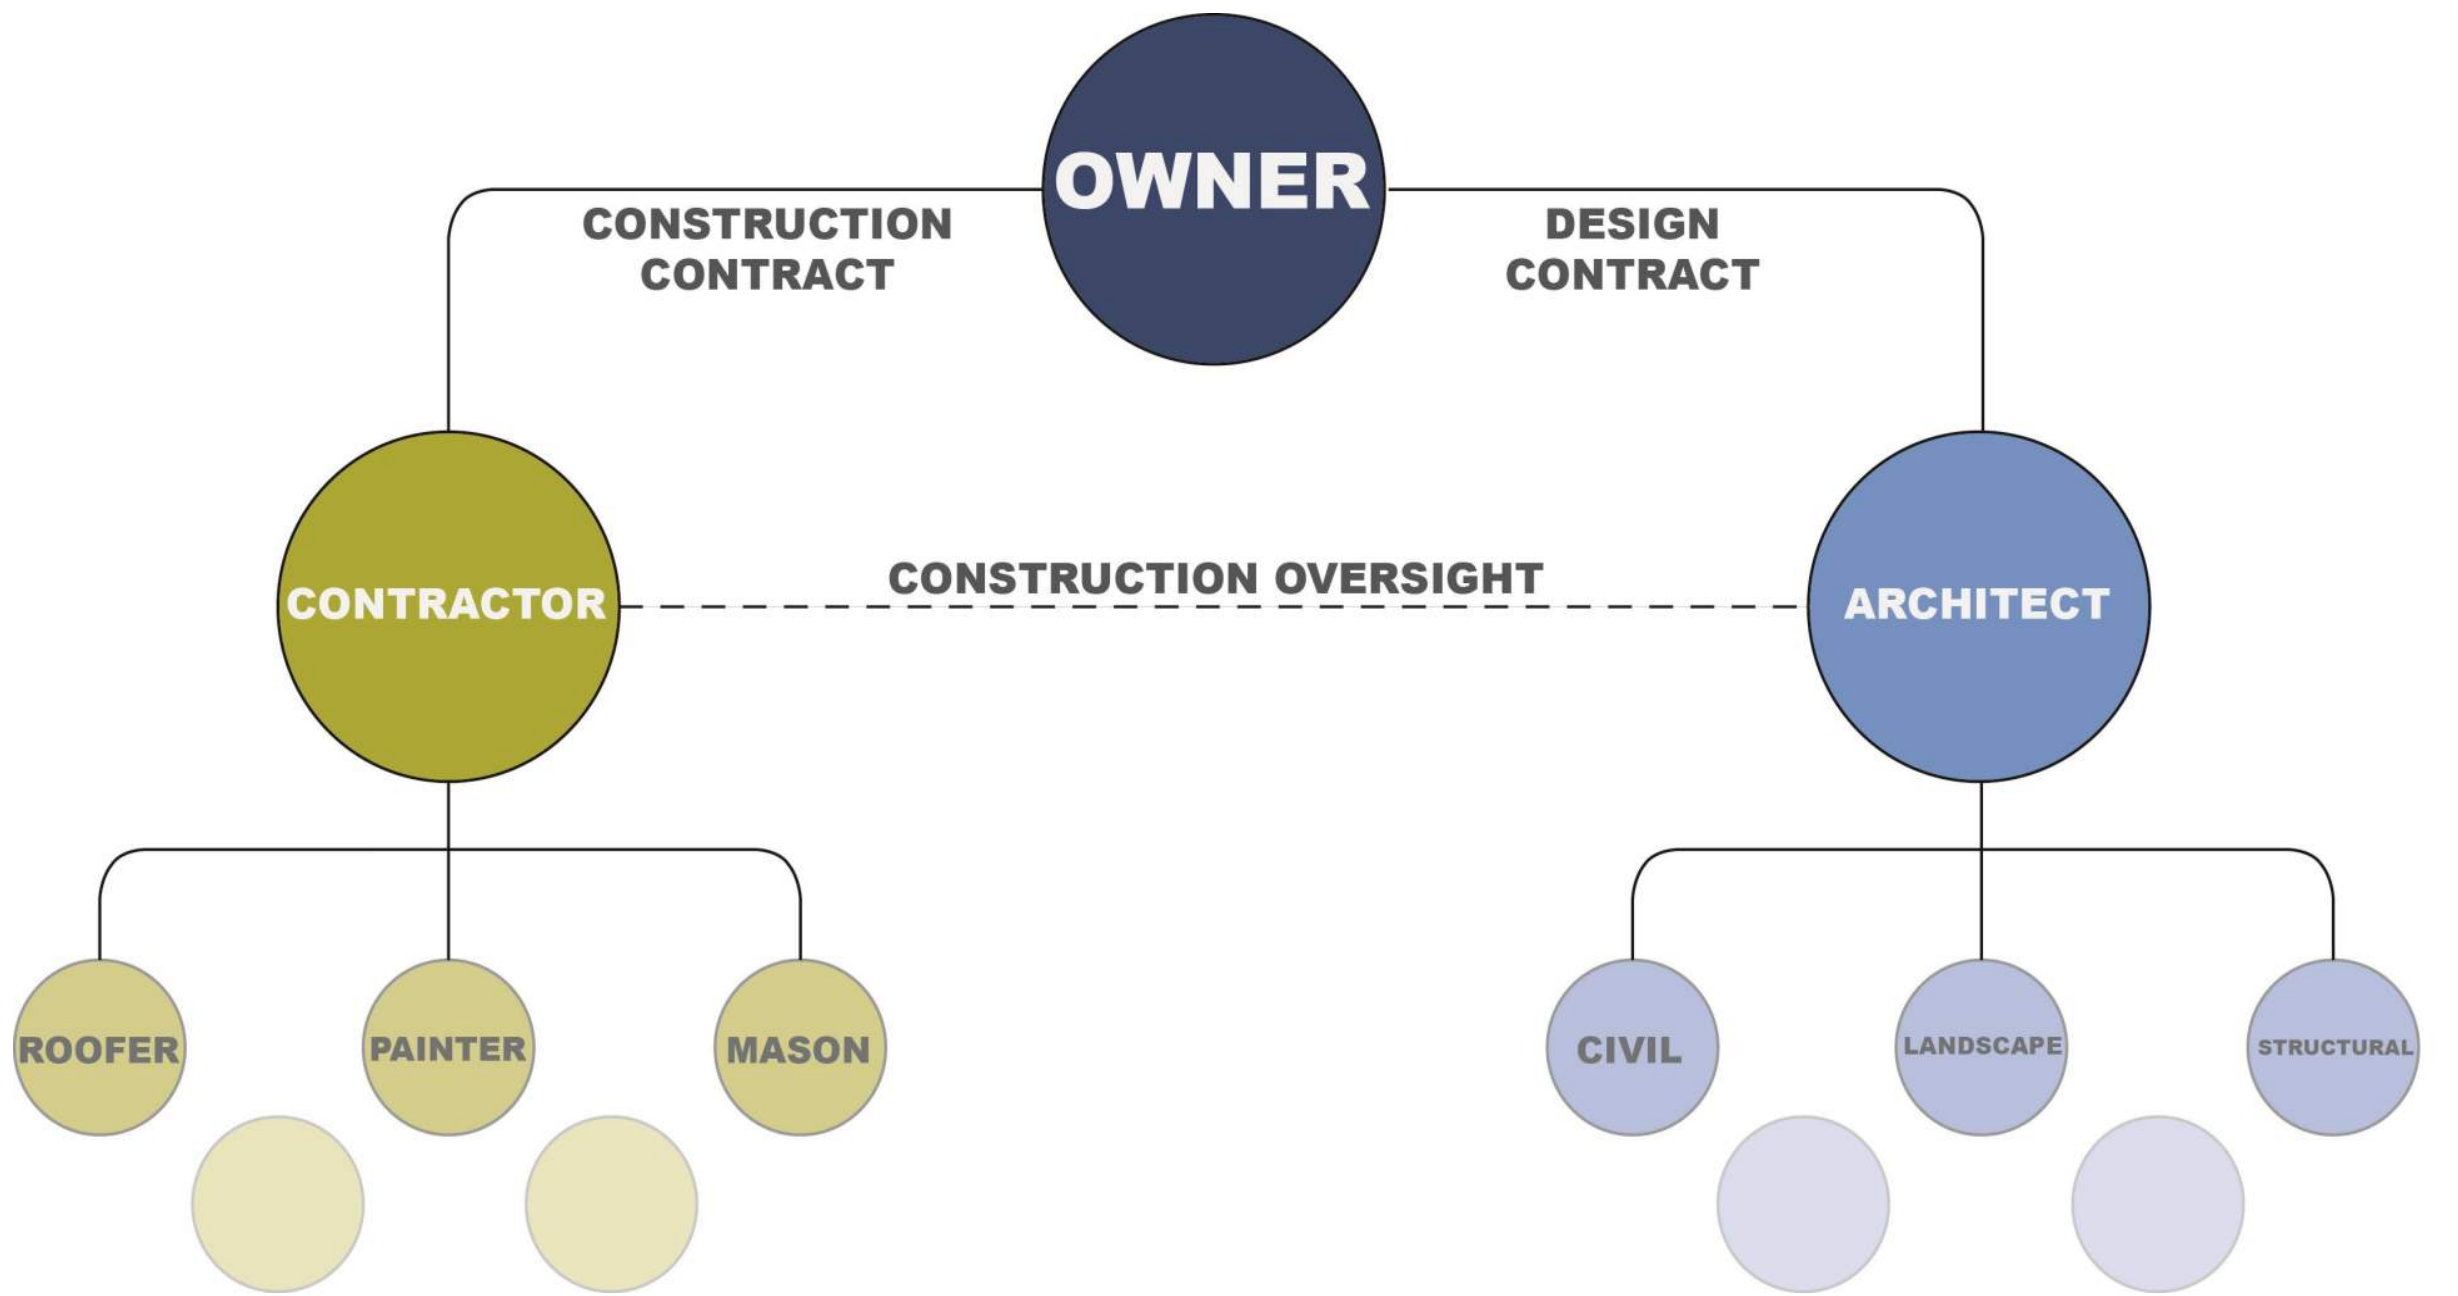 OWNER
CONSTRUCTION
CONTRACT
DESIGN
CONTRACT
CONSTRUCTION OVERSIGHT
CONTRACTOR
ARCHITECT
ROOFER
PAINTER
MASON
CIVIL
LANDSCAPE
STRUCTURAL